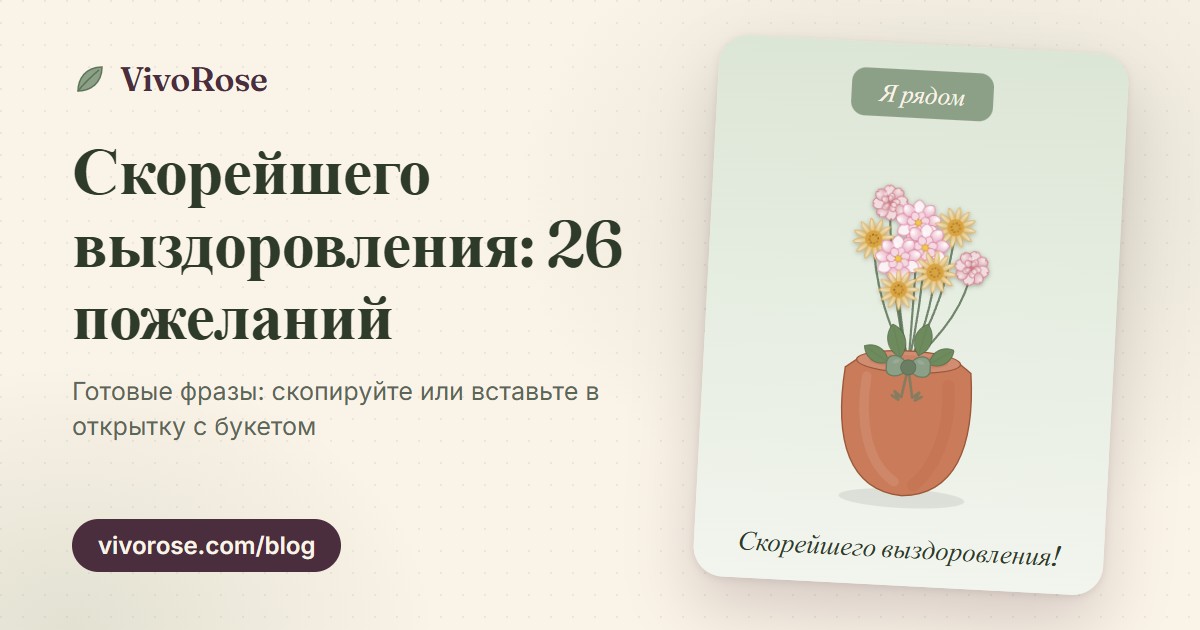 VivoRose
Скорейшего
выздоровления: 26
пожеланий
Готовые фразы: скопируйте или вставьте в
открытку с букетом
vivorose.com/blog
Я рядом
Скорейшего выздоровления!